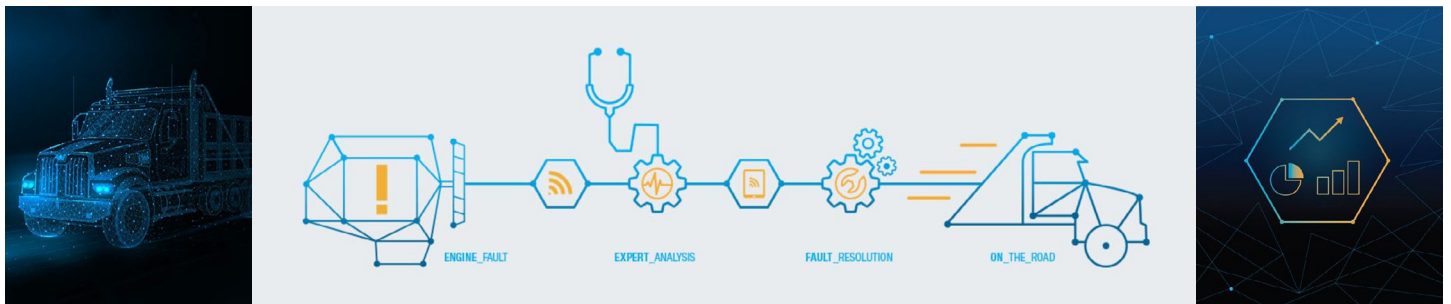 ENGINE_FAULT
EXPERT_ANALYSIS
FAULT_RESOLUTION
ON_THE_ROAD